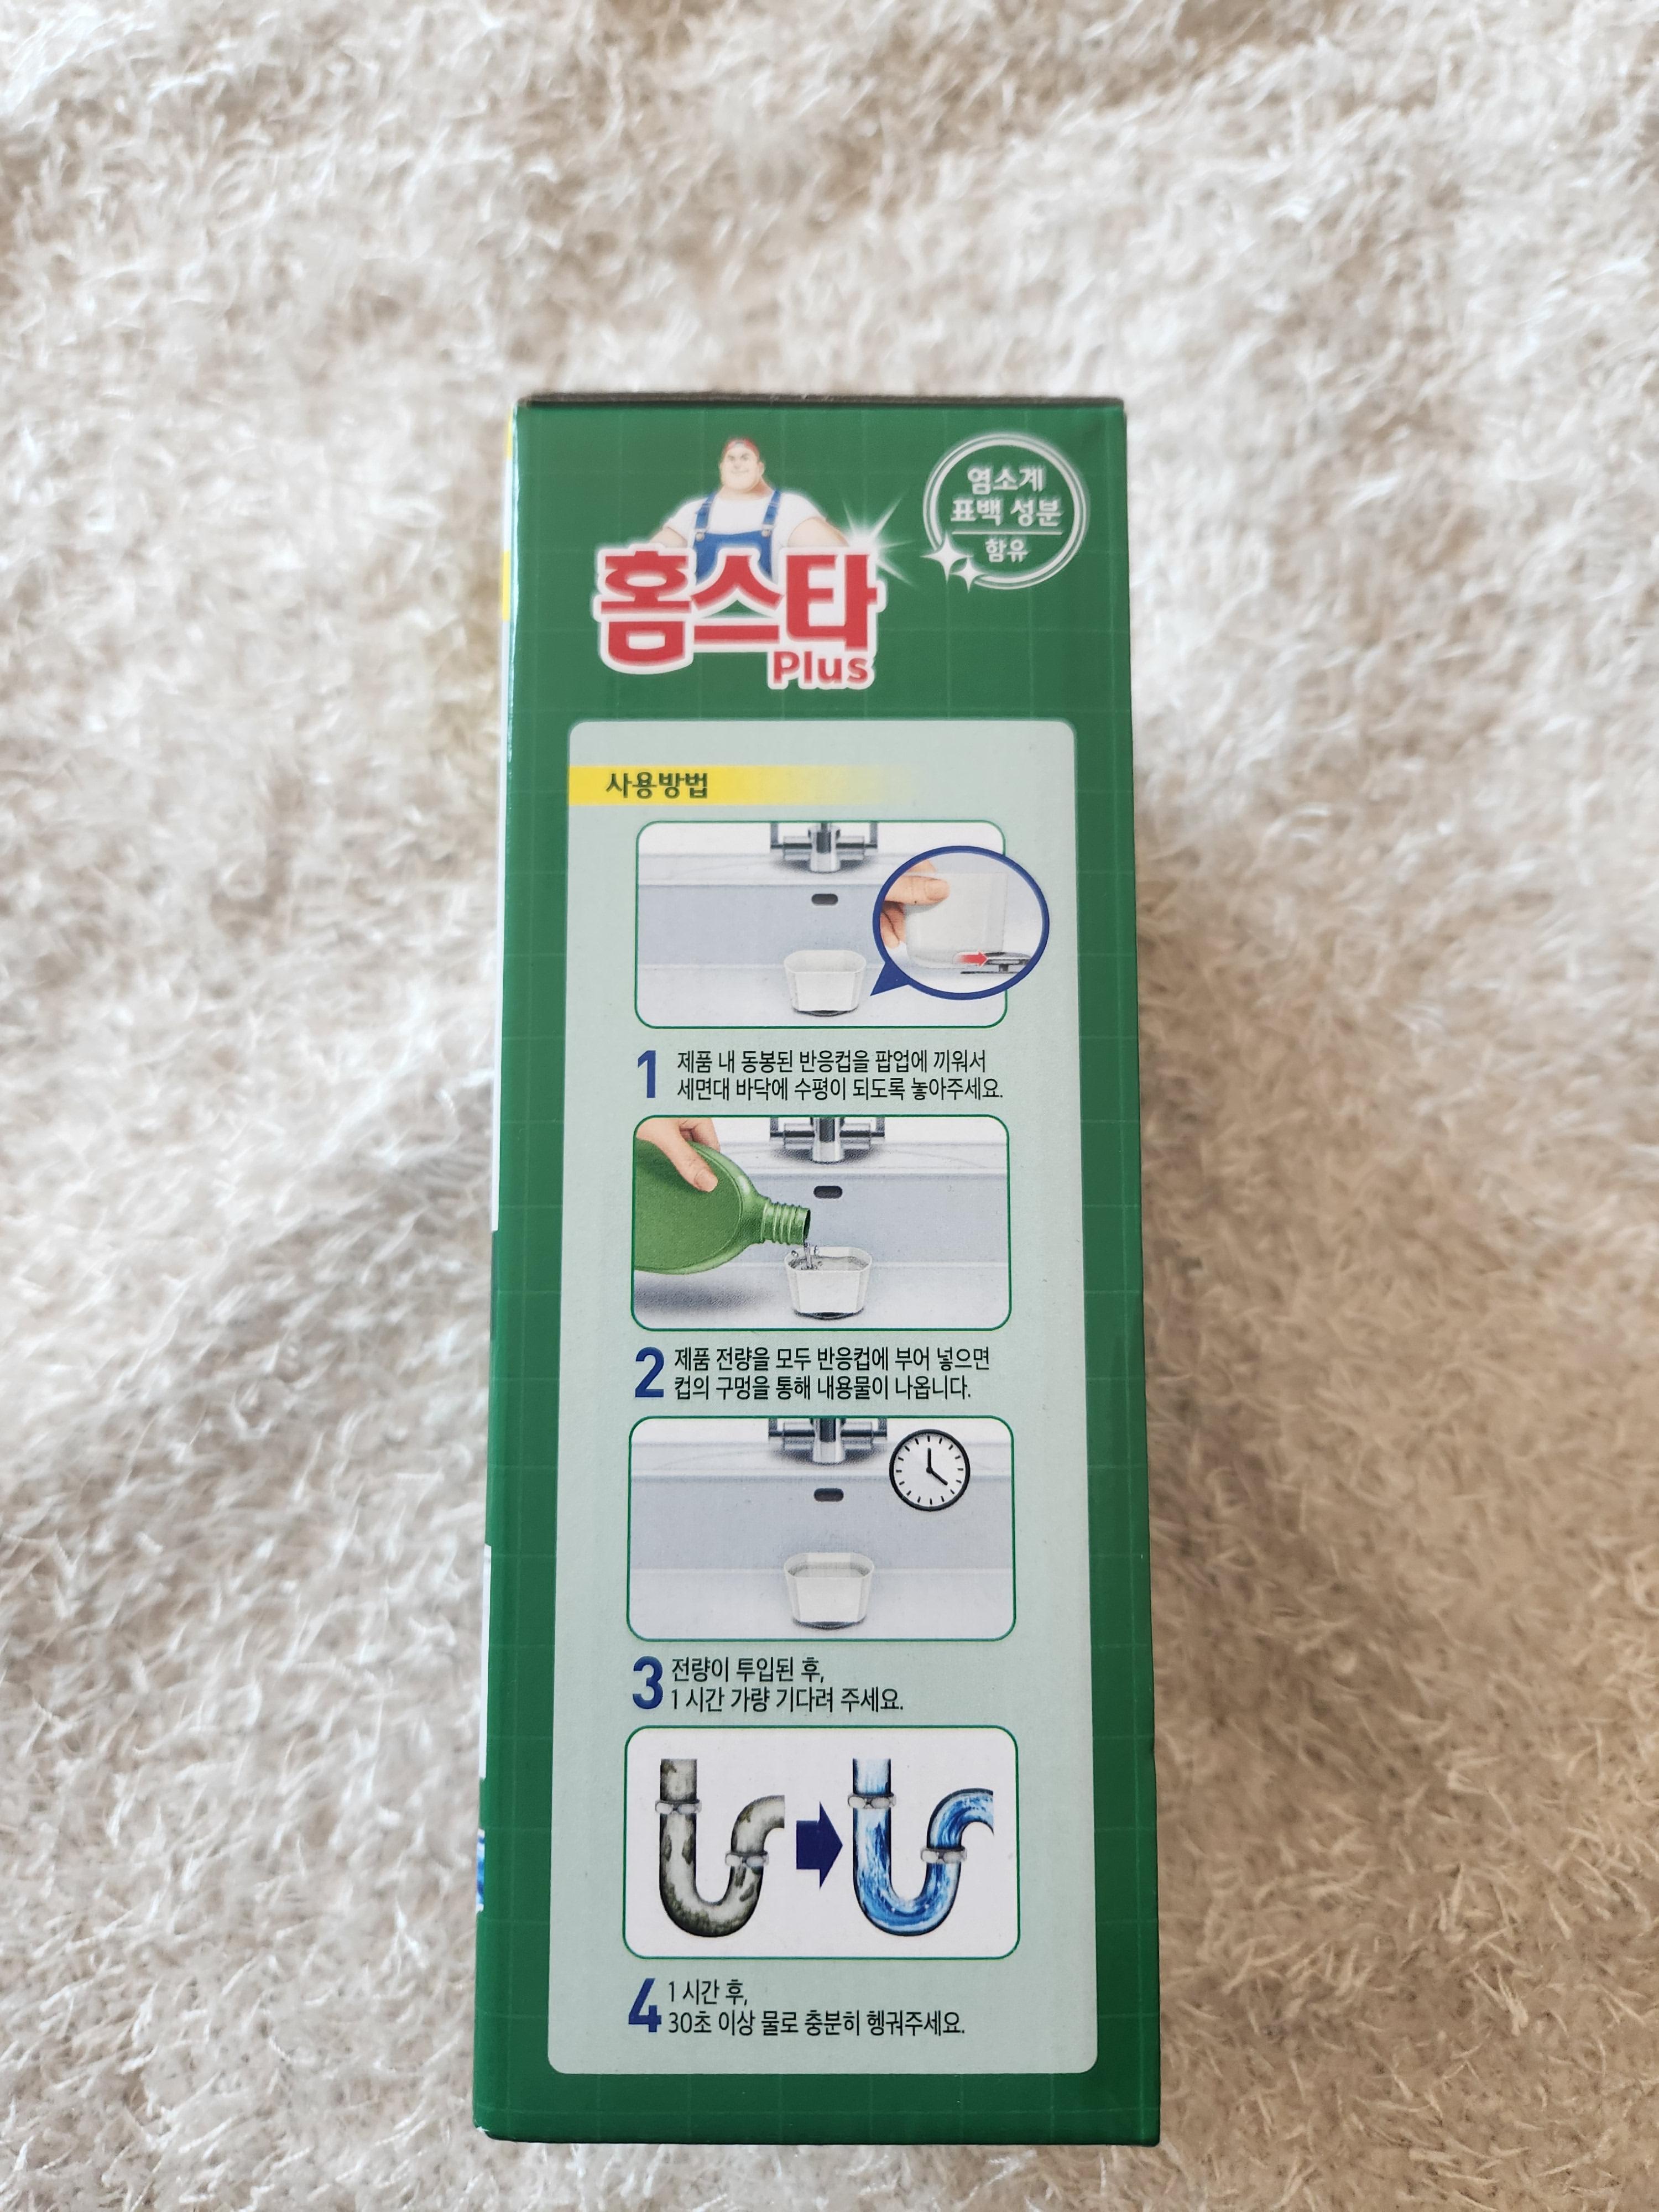 홈스타
Plus
염소계
표백 성분
함유
사용방법
1 제품 내 동봉된 반응컵을 팝업에 끼워서
세면대 바닥에 수평이 되도록 놓아주세요.
2 제품 전량을 모두 반응컵에 부어 넣으면
컵의 구멍을 통해 내용물이 나옵니다.
3 전량이 투입된 후,
1시간 가량 기다려 주세요.
4 1시간 후,
30초 이상 물로 충분히 헹궈주세요.